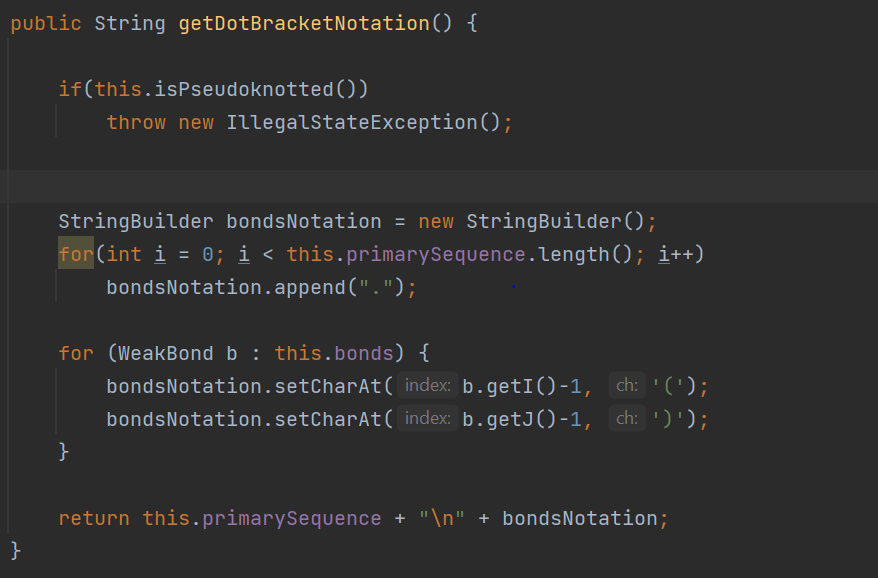 public String getDotBracketNotation() {
if(this.isPseudoknotted())
throw new IllegalStateException();
StringBuilder bondsNotation = new StringBuilder();
for(int i = 0; i < this.primarySequence.length(); i++)
bondsNotation.append(".");
for (WeakBond b : this.bonds) {
bondsNotation.setCharAt( index: b.getI()-1, ch: '(');
bondsNotation.setCharAt( index: b.getJ()-1, ch: ')');
}
return this.primarySequence + "\n" + bondsNotation;
}